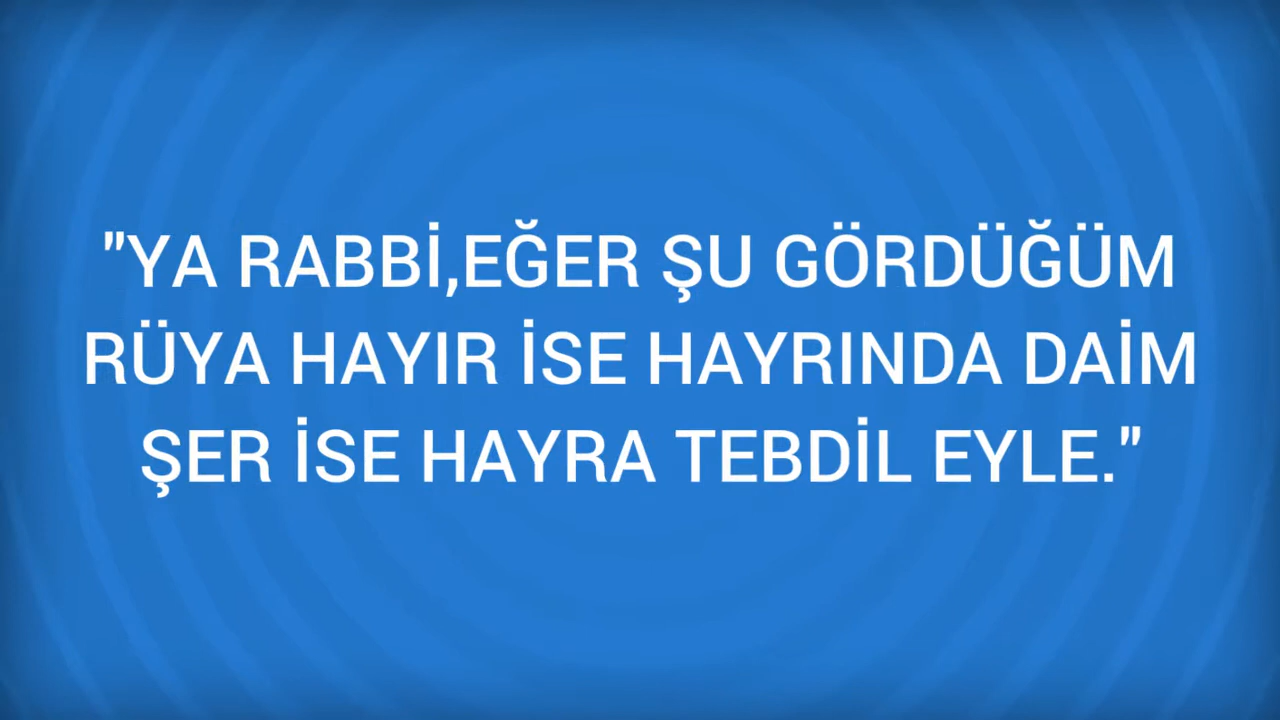 "YA RABBİ,EĞER ŞU GÖRDÜĞÜM
RÜYA HAYIR İSE HAYRINDA DAİM
ŞER İSE HAYRA TEBDİL EYLE."